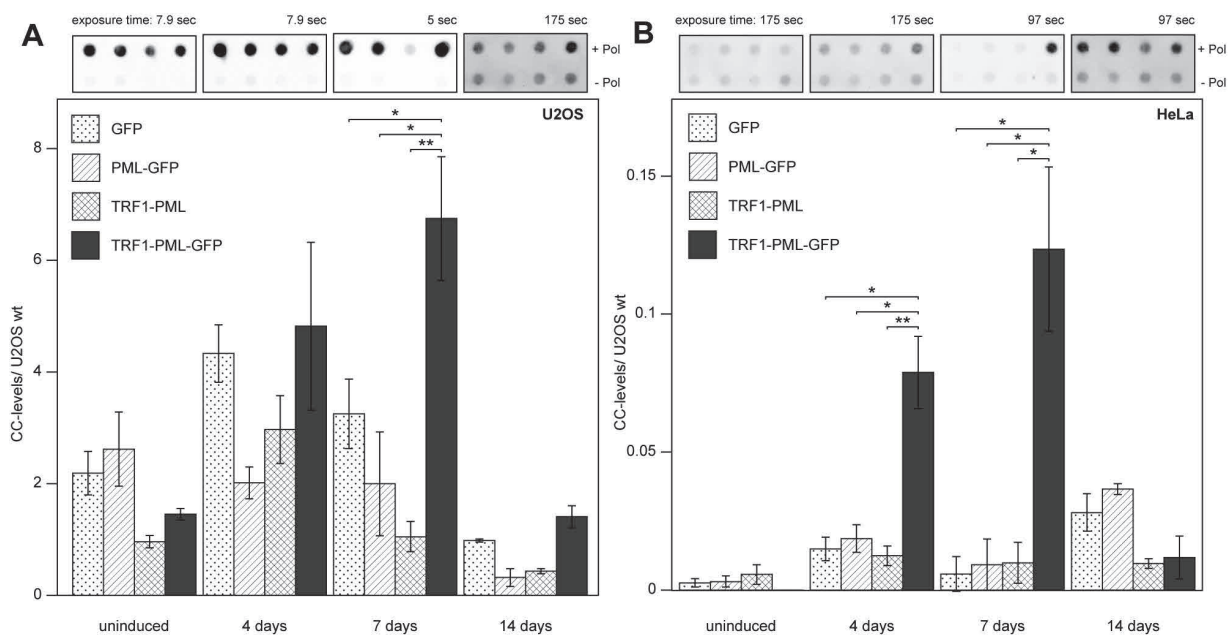 A
exposure time: 7.9 sec
7.9 sec
5 sec
175 sec
+ Pol
- Pol
U2OS
GFP
PML-GFP
TRF1-PML
TRF1-PML-GFP
*
*
**
CC-levels/ U2OS wt
8
6
4
2
0
uninduced
4 days
7 days
14 days
B
exposure time: 175 sec
175 sec
97 sec
97 sec
+ Pol
- Pol
HeLa
GFP
PML-GFP
TRF1-PML
TRF1-PML-GFP
*
*
**
*
*
*
CC-levels/ U2OS wt
0.15
0.1
0.05
0
uninduced
4 days
7 days
14 days